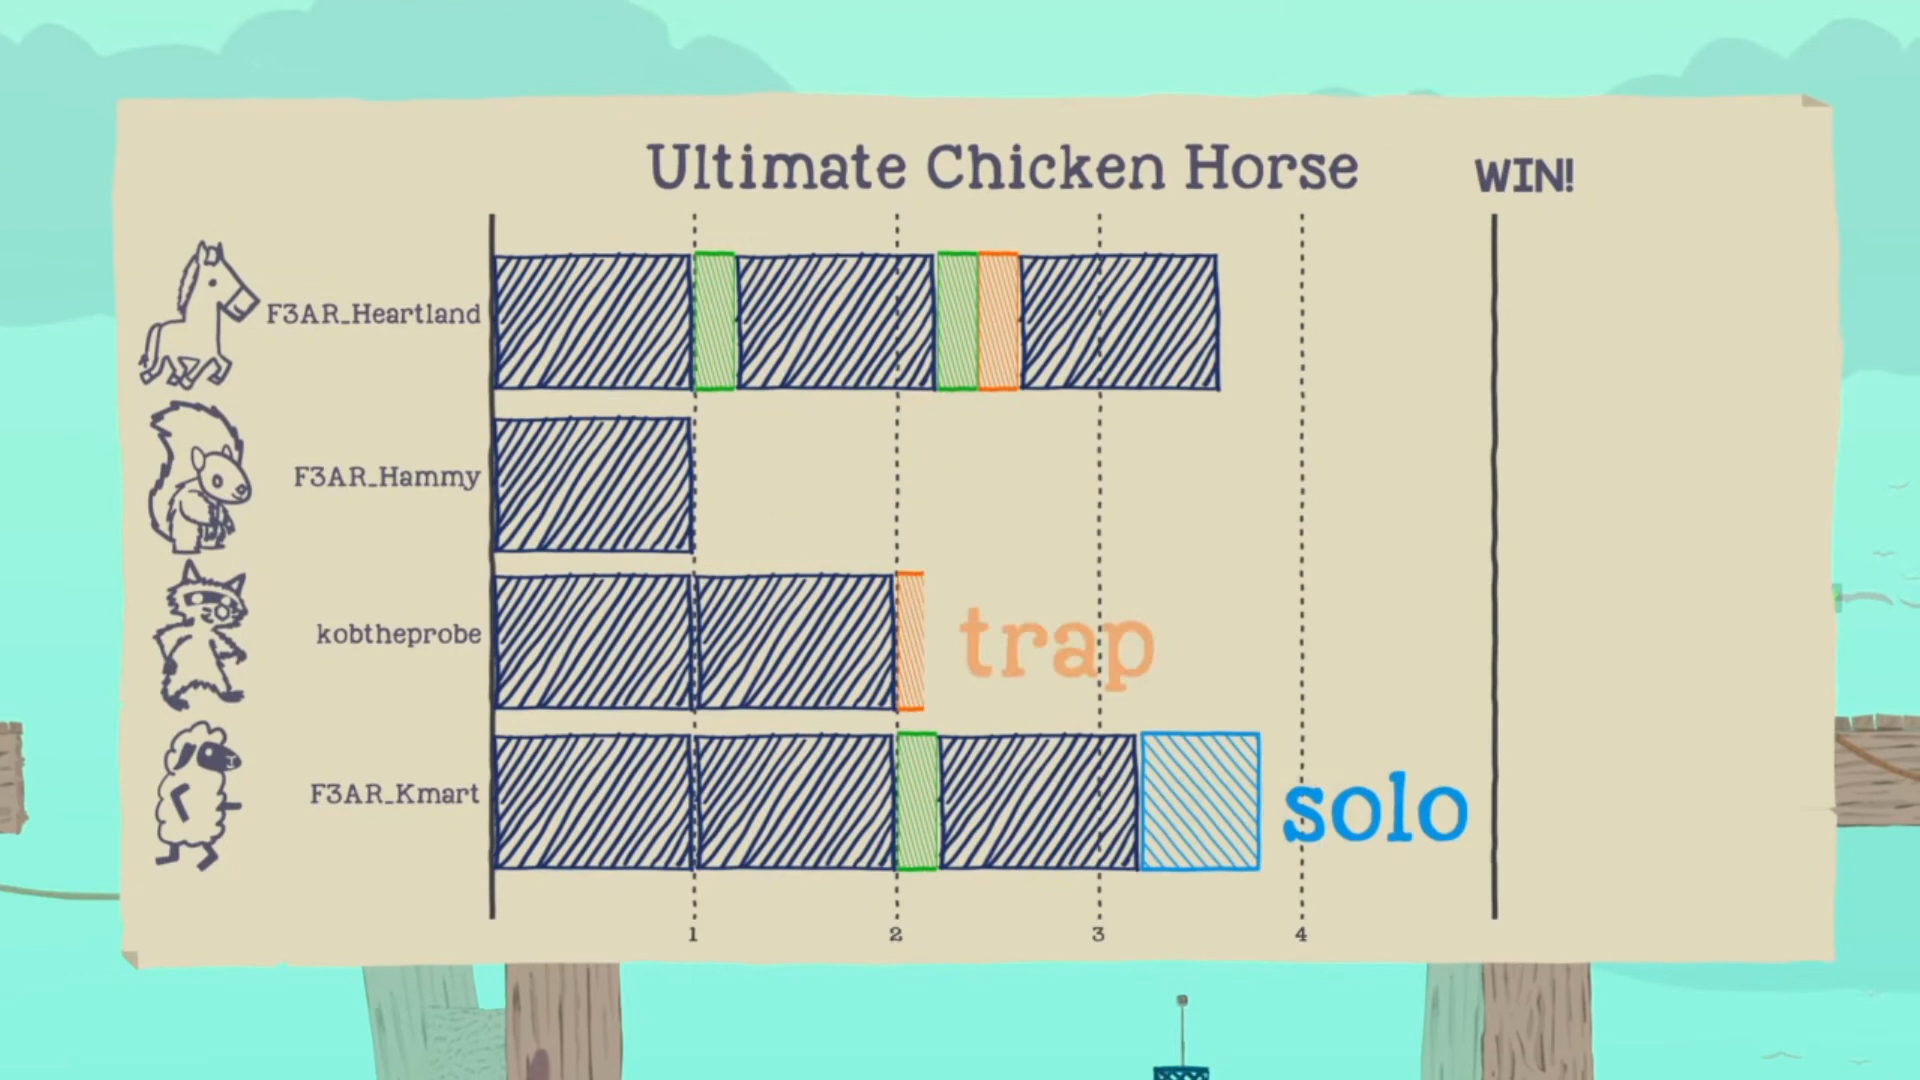 Ultimate Chicken Horse
WIN!
F3AR_Heartland
F3AR_Hammy
kobtheprobe
trap
F3AR_Kmart
solo
1 2 3 4